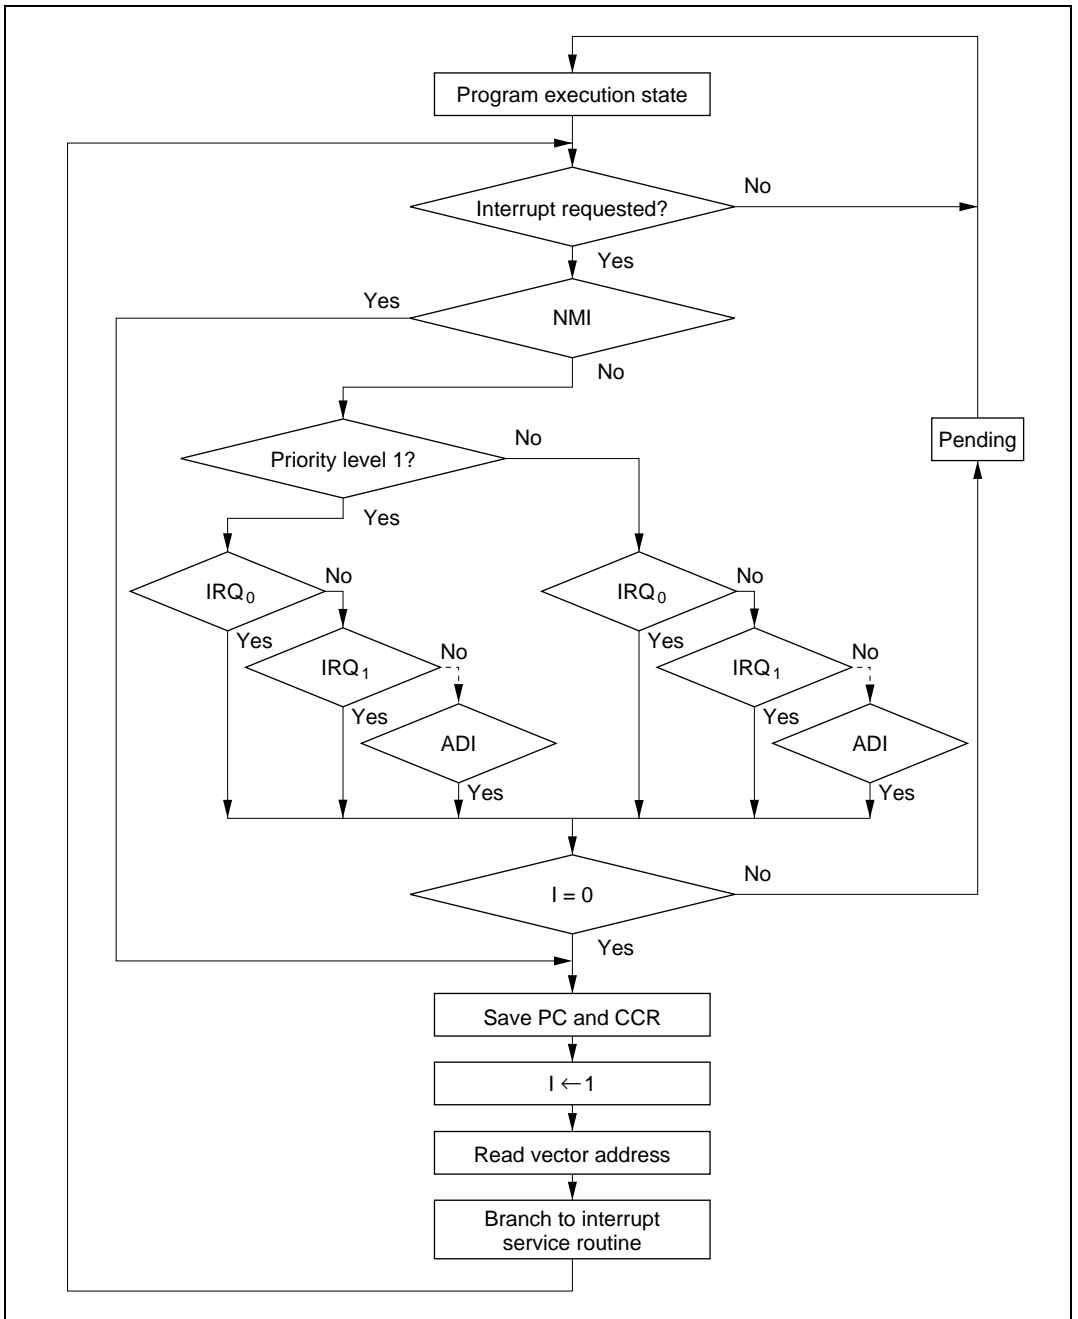 Program execution state
No
Interrupt requested?
Yes
Yes
NMI
No
No
Pending
Priority level 1?
Yes
No
No
IRQ0
IRQ0
Yes
No
Yes
No
IRQ1
IRQ1
Yes
Yes
ADI
ADI
Yes
Yes
No
I = 0
Yes
Save PC and CCR
I ← 1
Read vector address
Branch to interrupt
service routine